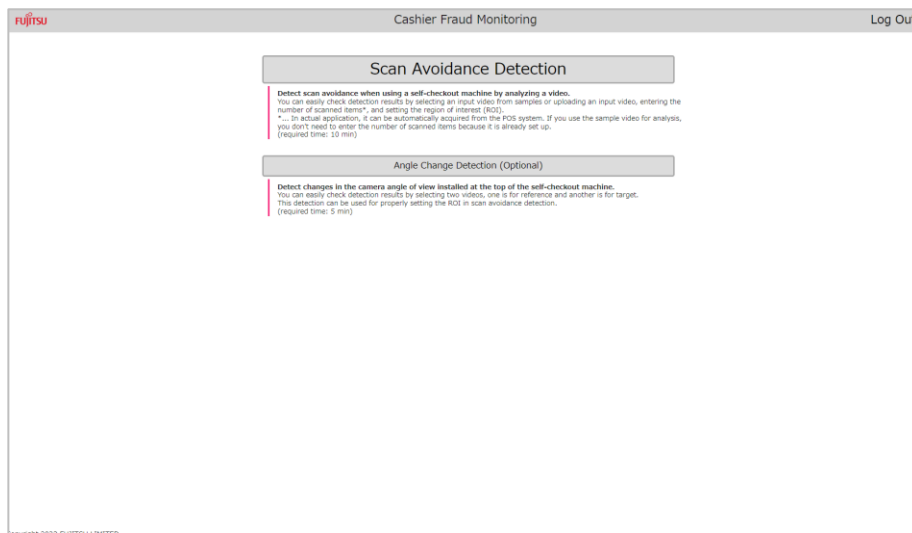 FUJITSU
Cashier Fraud Monitoring
Log Out
Scan Avoidance Detection
Detect scan avoidance when using a self-checkout machine by analyzing a video.
You can easily check detection results by selecting an input video from samples or uploading an input video, entering the
number of scanned items*, and setting the region of interest (ROI).
*... In actual application, it can be automatically acquired from the POS system. If you use the sample video for analysis,
you don't need to enter the number of scanned items because it is already set up.
(required time: 10 min)
Angle Change Detection (Optional)
Detect changes in the camera angle of view installed at the top of the self-checkout machine.
You can easily check detection results by selecting two videos, one is for reference and another is for target.
This detection can be used for properly setting the ROI in scan avoidance detection.
(required time: 5 min)
FUJITSU LIMITED